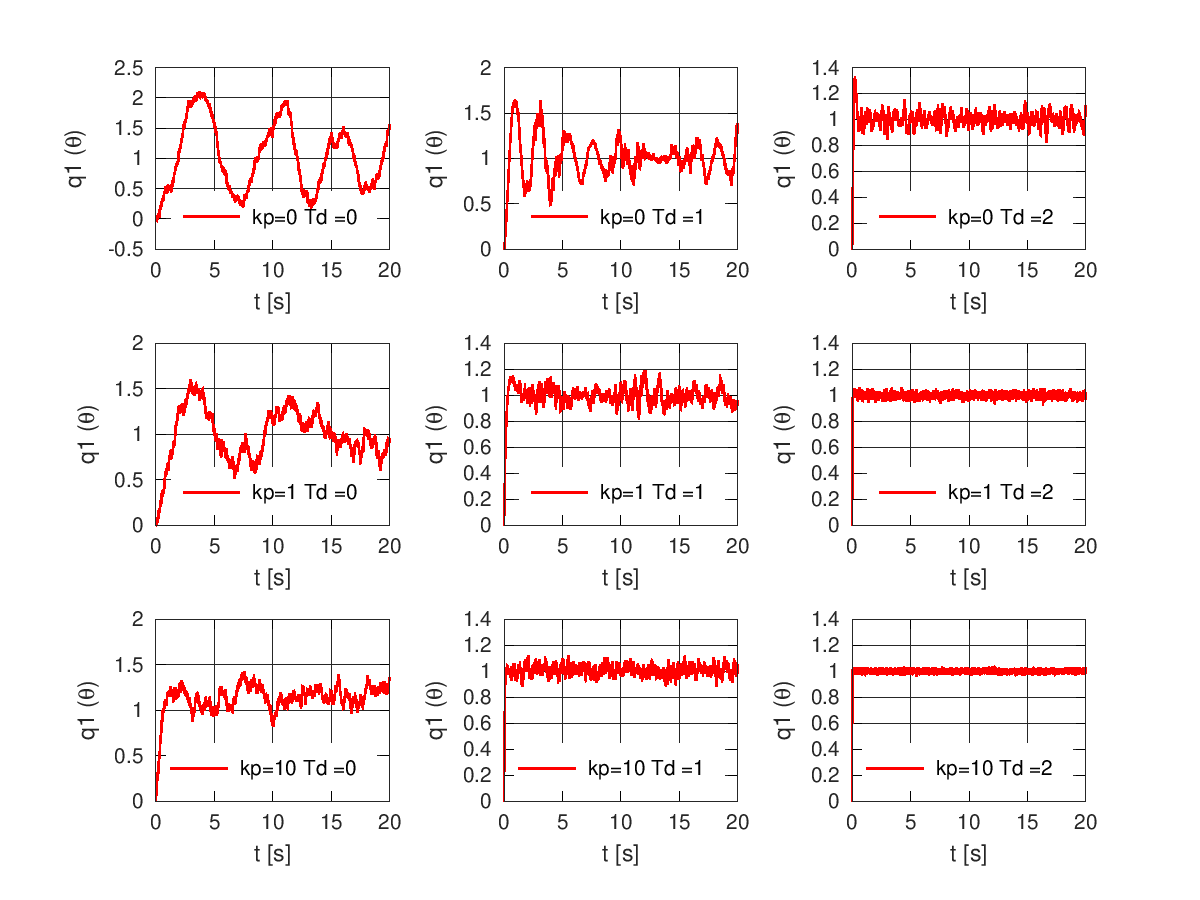 2.5
2
1.5
1
0.5
0
-0.5
q1 (θ)
kp=0 Td =0
0 5 10 15 20
t [s]
2
1.5
1
0.5
0
q1 (θ)
kp=0 Td =1
0 5 10 15 20
t [s]
1.4
1.2
1
0.8
0.6
0.4
0.2
0
q1 (θ)
kp=0 Td =2
0 5 10 15 20
t [s]
2
1.5
1
0.5
0
q1 (θ)
kp=1 Td =0
0 5 10 15 20
t [s]
1.4
1.2
1
0.8
0.6
0.4
0.2
0
q1 (θ)
kp=1 Td =1
0 5 10 15 20
t [s]
1.4
1.2
1
0.8
0.6
0.4
0.2
0
q1 (θ)
kp=1 Td =2
0 5 10 15 20
t [s]
2
1.5
1
0.5
0
q1 (θ)
kp=10 Td =0
0 5 10 15 20
t [s]
1.4
1.2
1
0.8
0.6
0.4
0.2
0
q1 (θ)
kp=10 Td =1
0 5 10 15 20
t [s]
1.4
1.2
1
0.8
0.6
0.4
0.2
0
q1 (θ)
kp=10 Td =2
0 5 10 15 20
t [s]